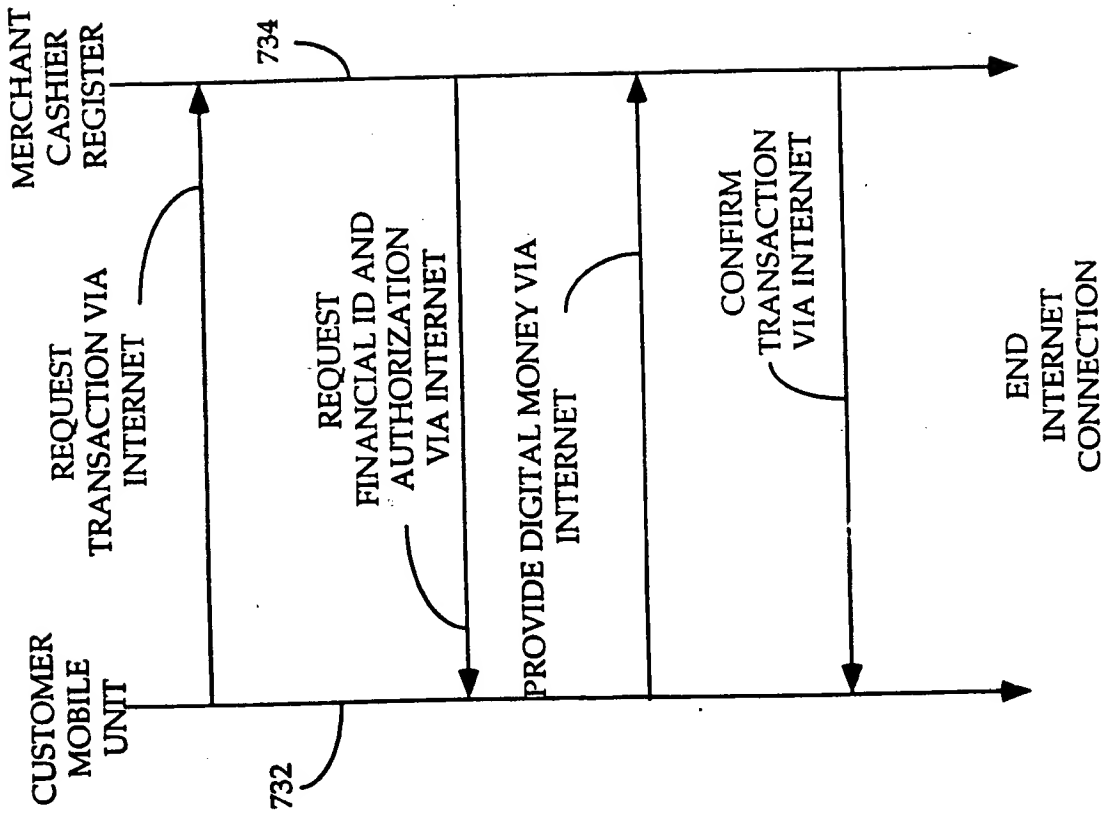 CUSTOMER
MOBILE
UNIT
MERCHANT
CASHIER
REGISTER
REQUEST
TRANSACTION VIA
INTERNET
732
734
REQUEST
FINANCIAL ID AND
AUTHORIZATION
VIA INTERNET
PROVIDE DIGITAL MONEY VIA
INTERNET
CONFIRM
TRANSACTION
VIA INTERNET
END
INTERNET
CONNECTION